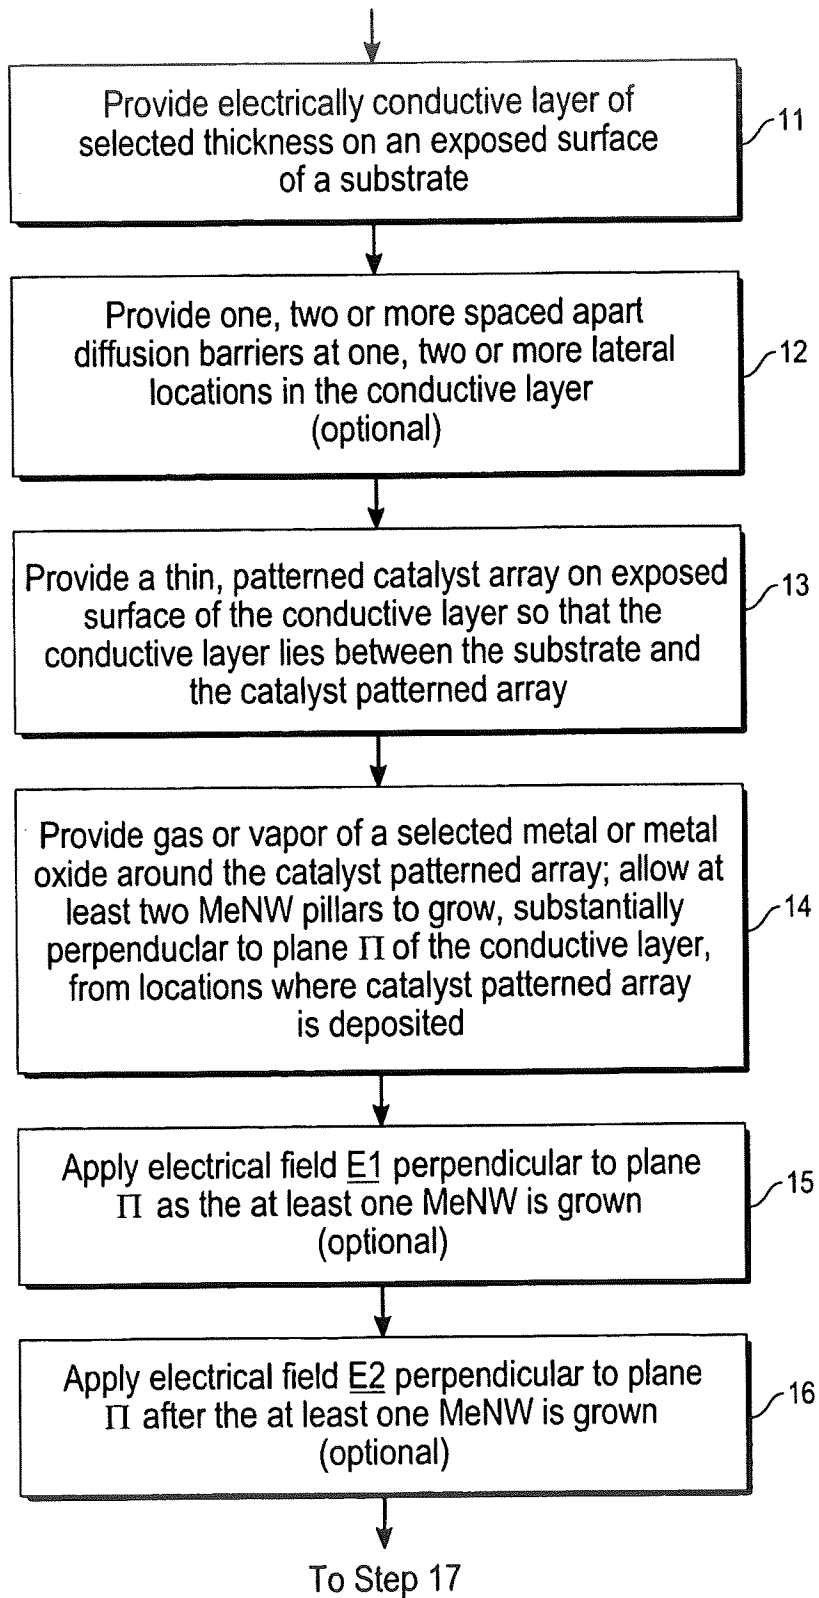 Provide electrically conductive layer of
selected thickness on an exposed surface
of a substrate
11
Provide one, two or more spaced apart
diffusion barriers at one, two or more lateral
locations in the conductive layer
(optional)
12
Provide a thin, patterned catalyst array on exposed
surface of the conductive layer so that the
conductive layer lies between the substrate and
the catalyst patterned array
13
Provide gas or vapor of a selected metal or metal
oxide around the catalyst patterned array; allow at
least two MeNW pillars to grow, substantially
perpenduclar to plane Π of the conductive layer,
from locations where catalyst patterned array
is deposited
14
Apply electrical field E1 perpendicular to plane
Π as the at least one MeNW is grown
(optional)
15
Apply electrical field E2 perpendicular to plane
Π after the at least one MeNW is grown
(optional)
16
To Step 17